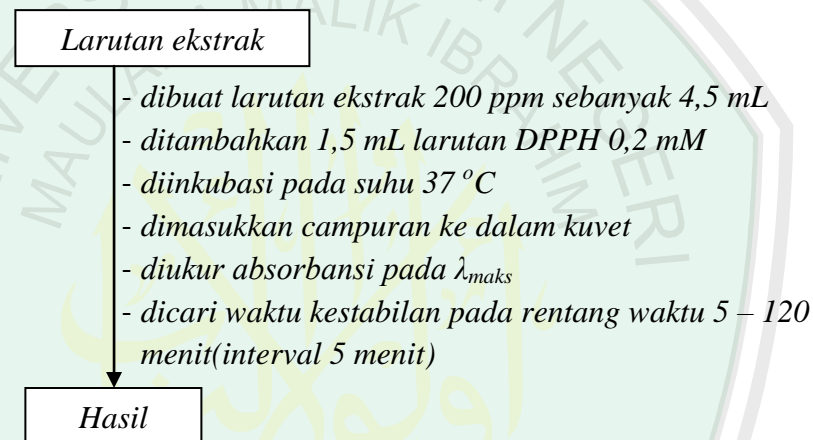 Larutan ekstrak
- dibuat larutan ekstrak 200 ppm sebanyak 4,5 mL
- ditambahkan 1,5 mL larutan DPPH 0,2 mM
- diinkubasi pada suhu 37 °C
- dimasukkan campuran ke dalam kuvet
- diukur absorbansi pada λmaks
- dicari waktu kestabilan pada rentang waktu 5 – 120
menit(interval 5 menit)
Hasil